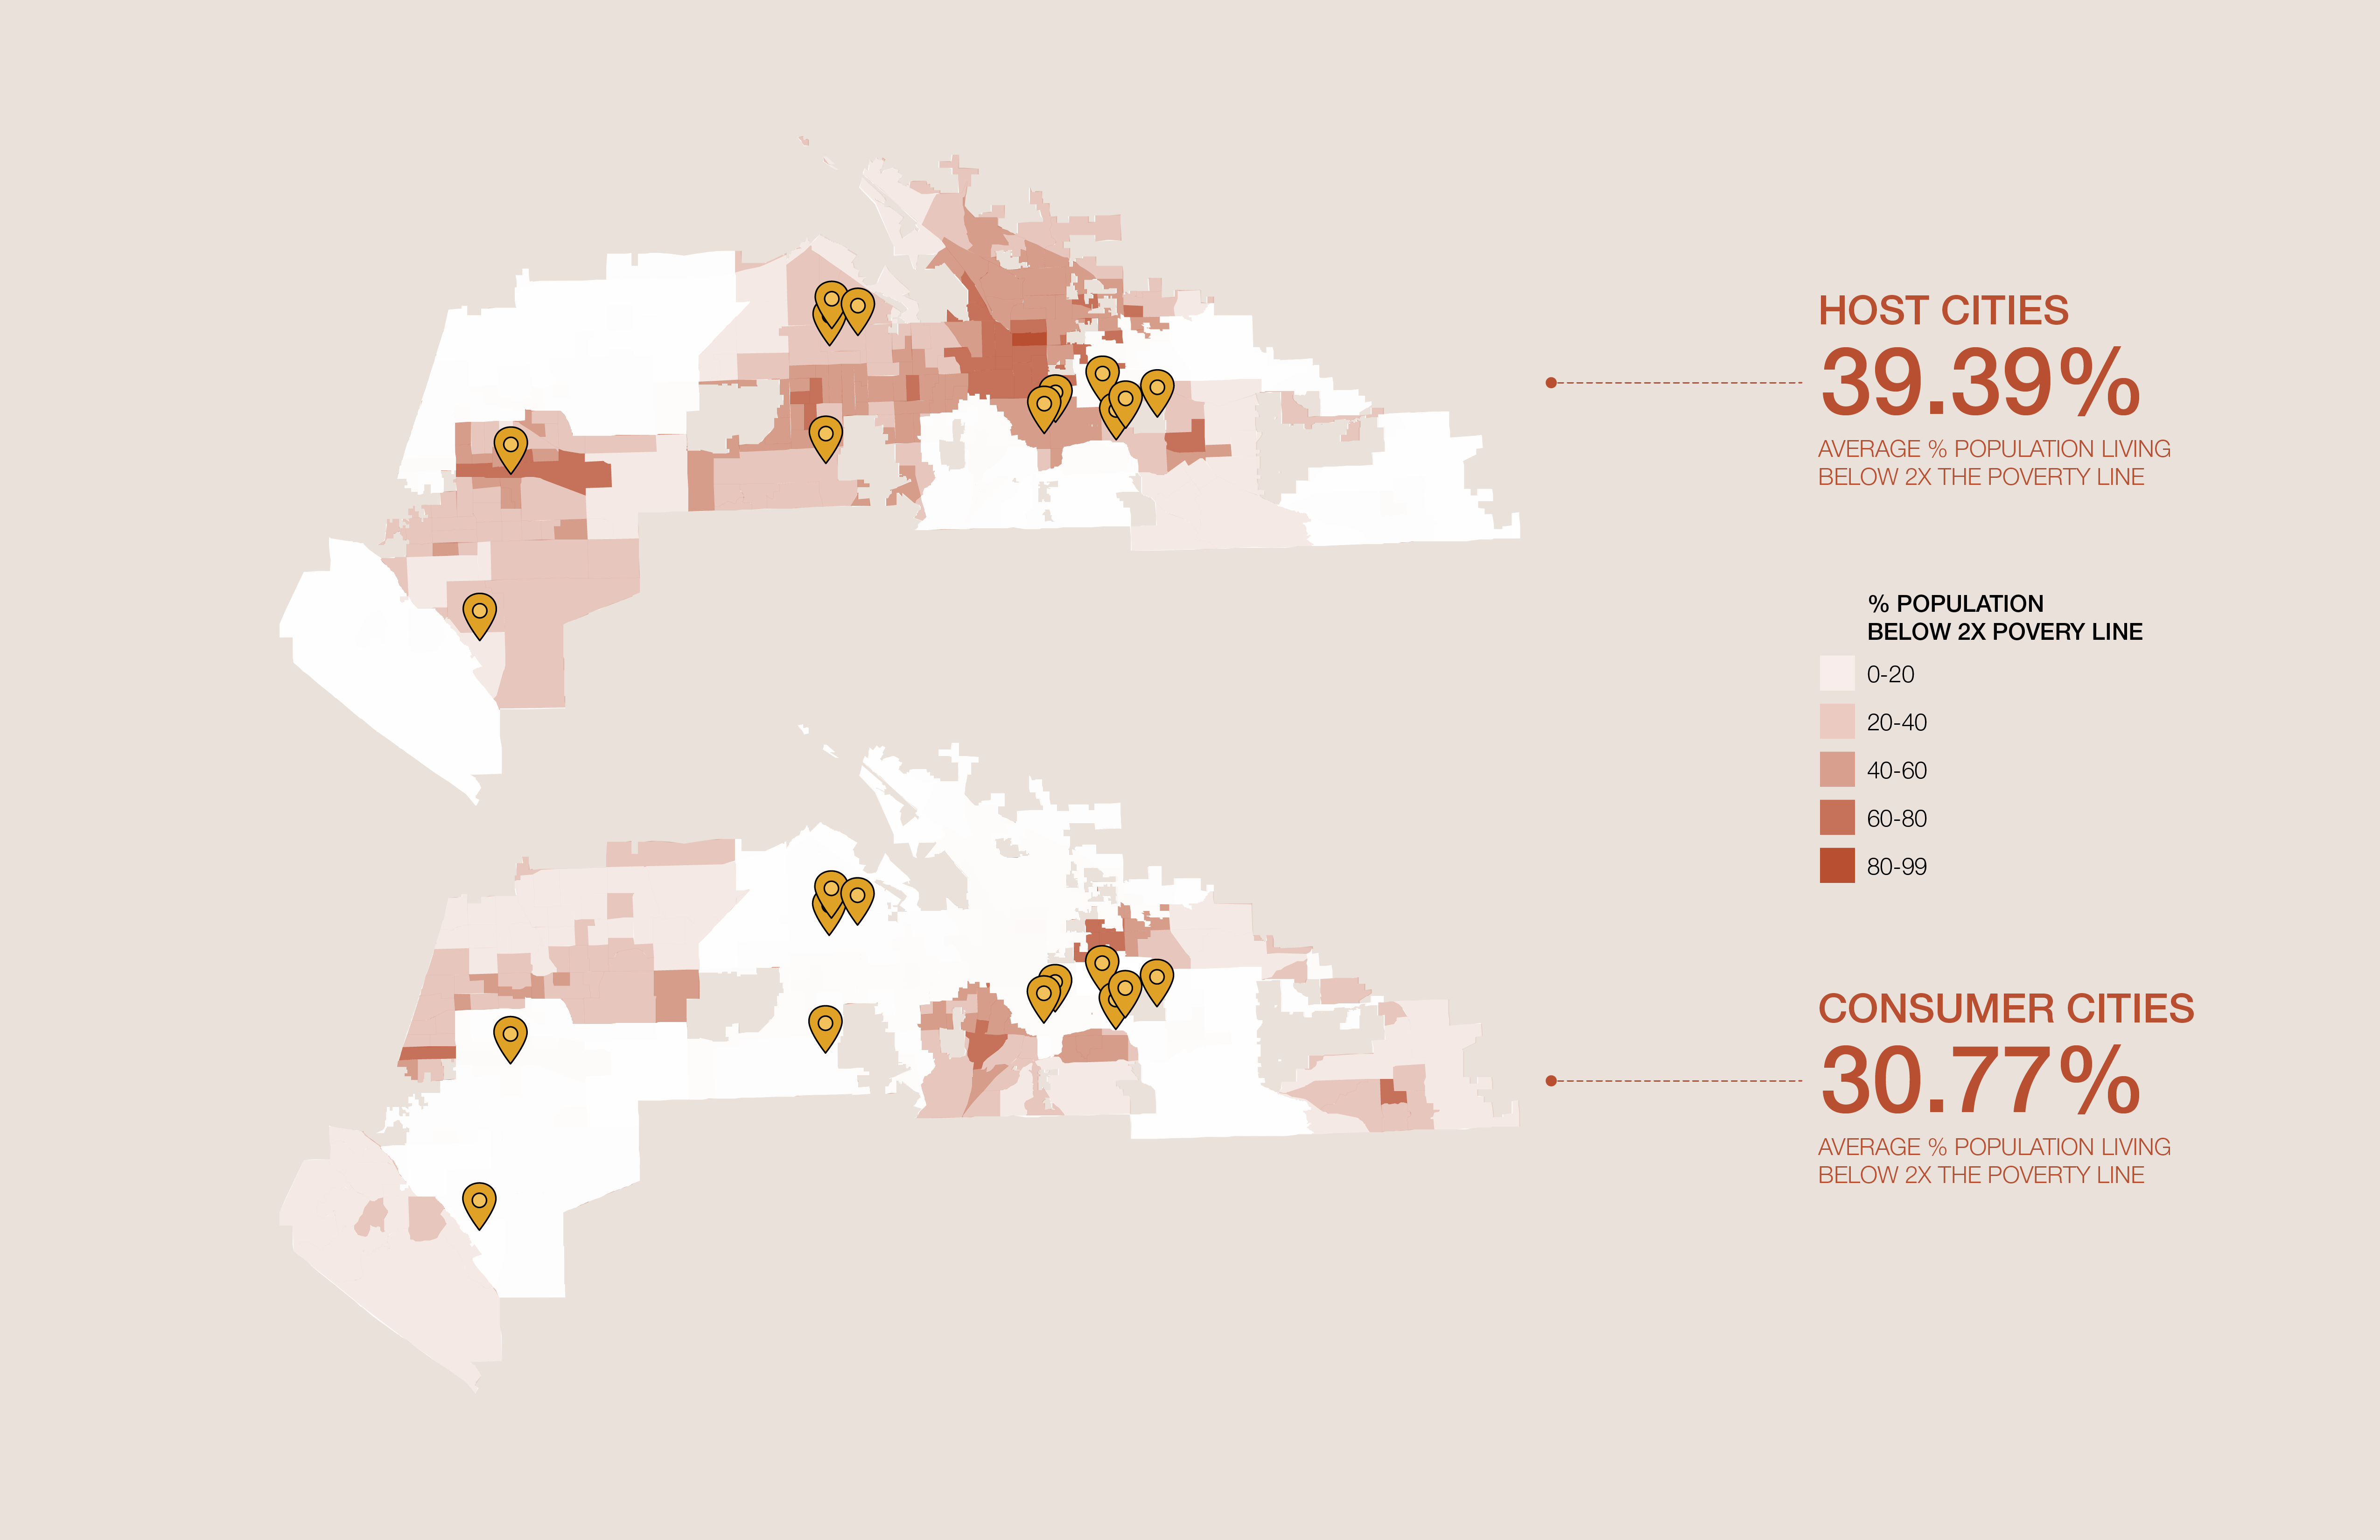 HOST CITIES
39.39%
AVERAGE % POPULATION LIVING
BELOW 2X THE POVERTY LINE
% POPULATION
BELOW 2X POVERY LINE
0-20
20-40
40-60
60-80
80-99
CONSUMER CITIES
30.77%
AVERAGE % POPULATION LIVING
BELOW 2X THE POVERTY LINE